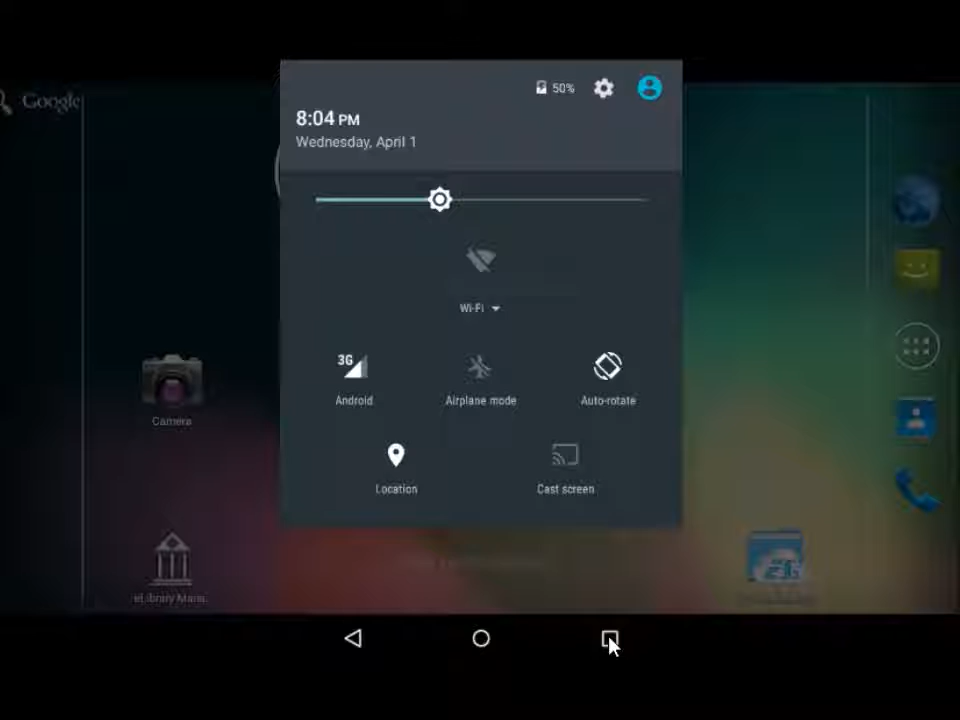 50%
Google
8:04 PM
Wednesday, April 1
Wi-Fi
3G
Android
Airplane mode
Auto-rotate
Camera
Location
Cast screen